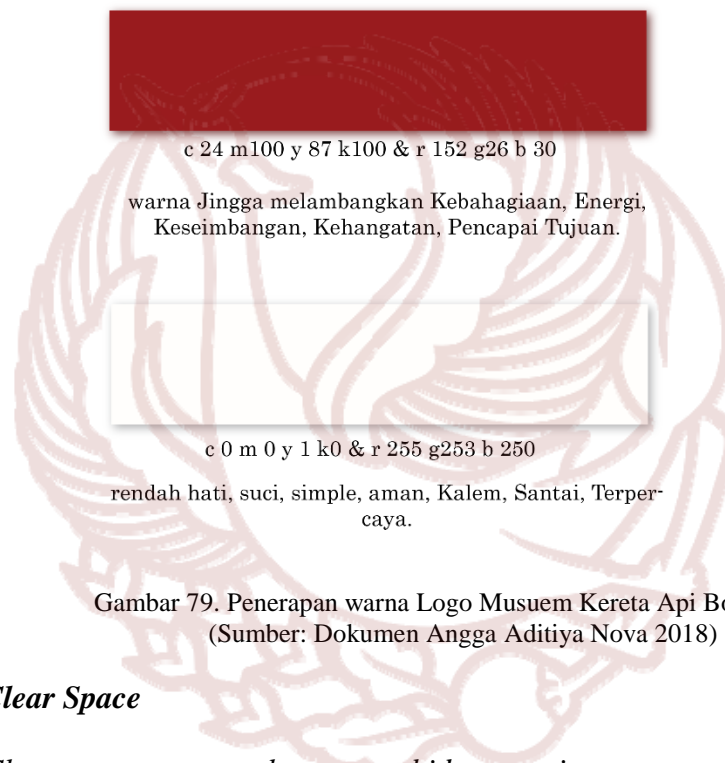 c 24 m100 y 87 k100 & r 152 g26 b 30
warna Jingga melambangkan Kebahagiaan, Energi,
Keseimbangan, Kehangatan, Pencapai Tujuan.
c 0 m 0 y 1 k0 & r 255 g253 b 250
rendah hati, suci, simple, aman, Kalem, Santai, Terper-
caya.
Gambar 79. Penerapan warna Logo Musuem Kereta Api
(Sumber: Dokumen Angga Aditiya Nova 2018)
Clear Space